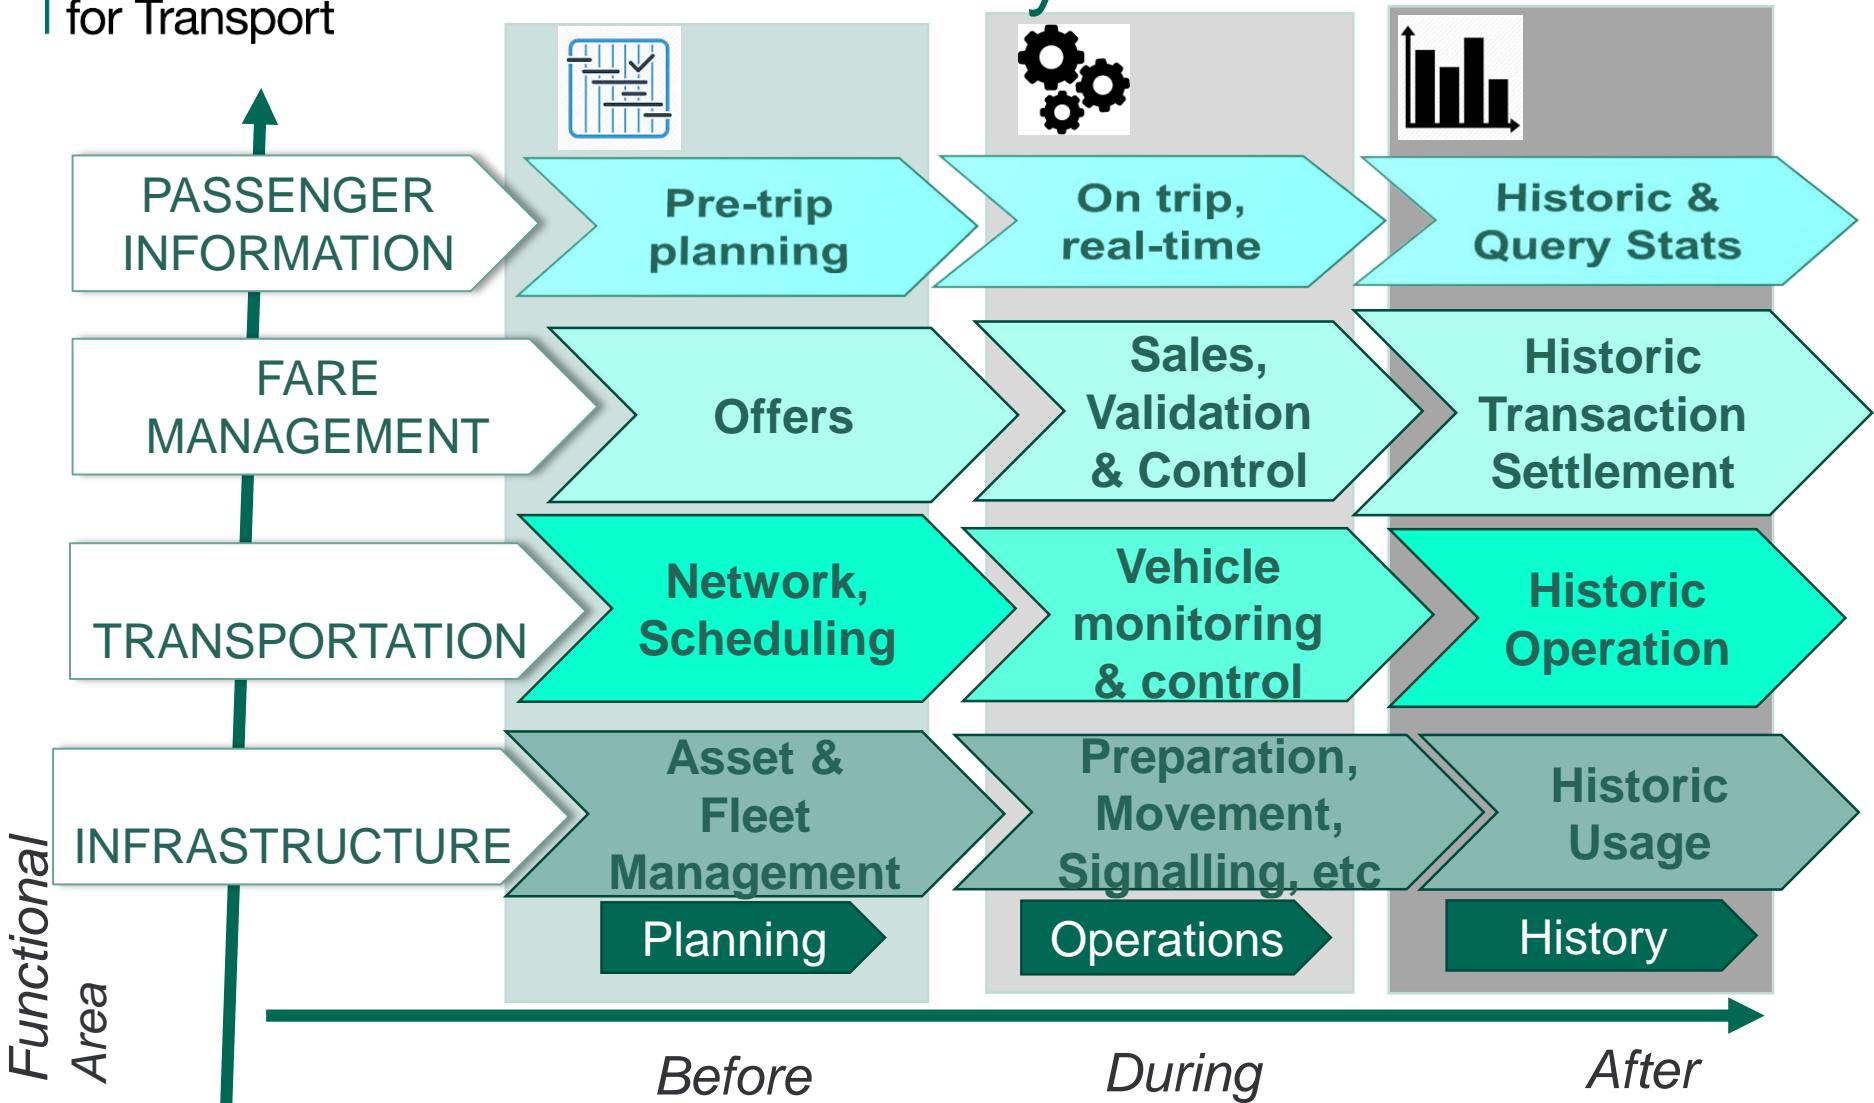 for Transport
PASSENGER
INFORMATION
Pre-trip
planning
On trip,
real-time
Historic &
Query Stats
FARE
MANAGEMENT
Offers
Sales,
Validation
& Control
Historic
Transaction
Settlement
TRANSPORTATION
Network,
Scheduling
Vehicle
monitoring
& control
Historic
Operation
INFRASTRUCTURE
Asset &
Fleet
Management
Preparation,
Movement,
Signalling, etc
Historic
Usage
Planning
Operations
History
Functional
Area
Before
During
After